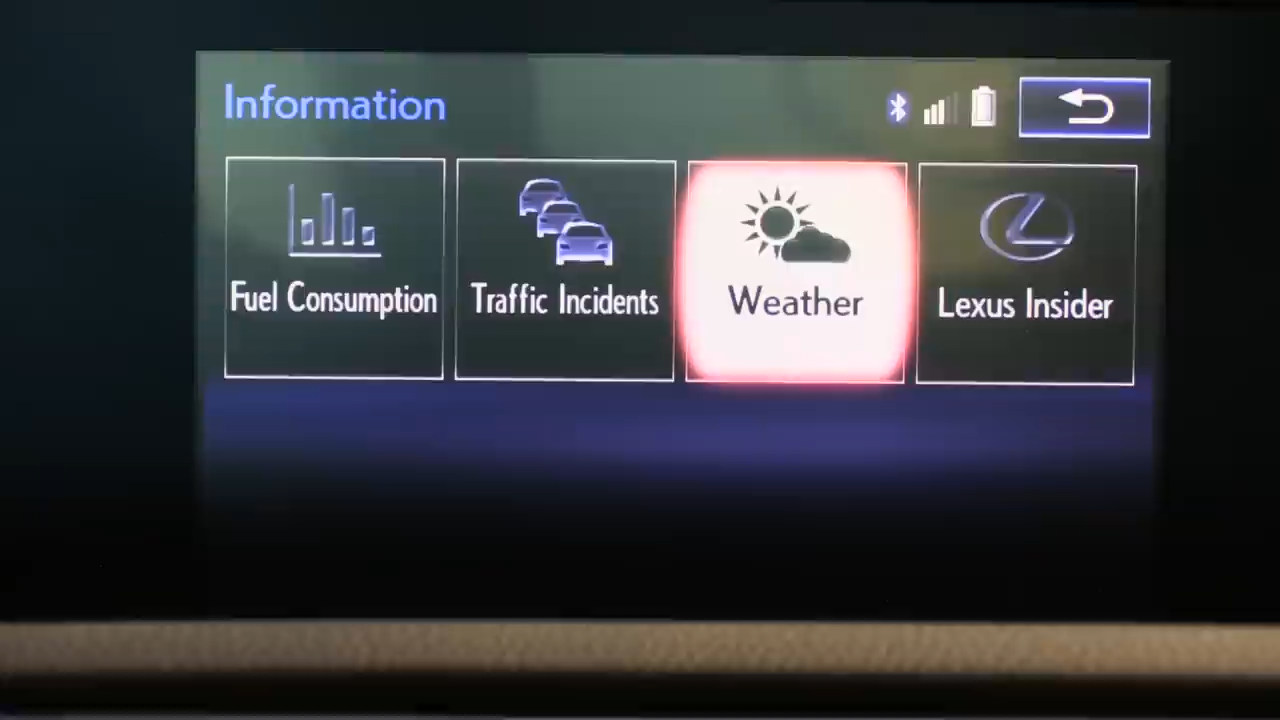 Information
Fuel Consumption
Traffic Incidents
Weather
Lexus Insider